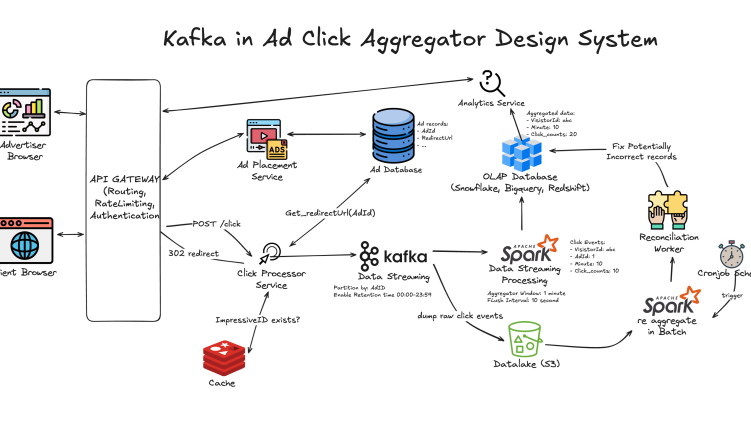 Kafka in Ad Click Aggregator Design System
Advertiser
Browser
API GATEWAY
(Routing,
RateLimiting,
Authentication
ient Browser
POST /click
302 redirect
ADS
Ad Placement
Service
Ad Database
Ad records:
- AdId
- RedirectUrl
- ...
Get_redirectUrl(AdId)
Click Processor
Service
ImpressiveID exists?
Cache
kafka
Data Streaming
Partition by: AdID
Enable Retention time 00:00-23:59
dump raw click events
Analytics Service
Aggregated data:
- VisistorId: abc
- Minute: 10
- Click_counts: 20
OLAP Database
(Snowflake, Bigquery, Redshift)
APACHE
Spark
Data Streaming
Processing
Aggregator Window: 1 minute
Flush Interval: 10 second
Click Events:
- VisistorId: abc
- AdId: 1
- Minute: 10
- Click_counts: 10
Datalake (S3)
Fix Potentially
Incorrect records
Reconciliation
Worker
APACHE
Spark
re aggregate
in Batch
Cronjob Sche
trigger